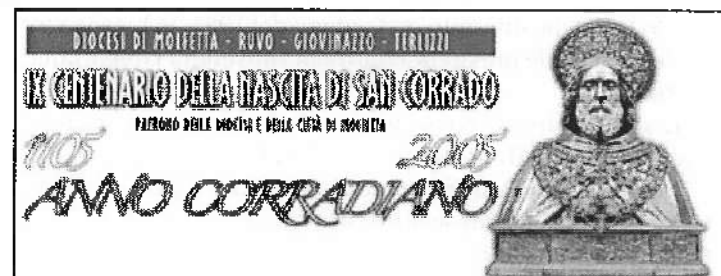 DIOCESI DI MOLFETTA - RUVO - GIOVINAZZO - TERLIZZI
IX CENTENARIO DELLA NASCITA DI SAN CORRADO
PATRONO DELLA DIOCESI E DELLA CITTÀ DI MOLFETTA
1105 2005
ANNO CORRADIANO